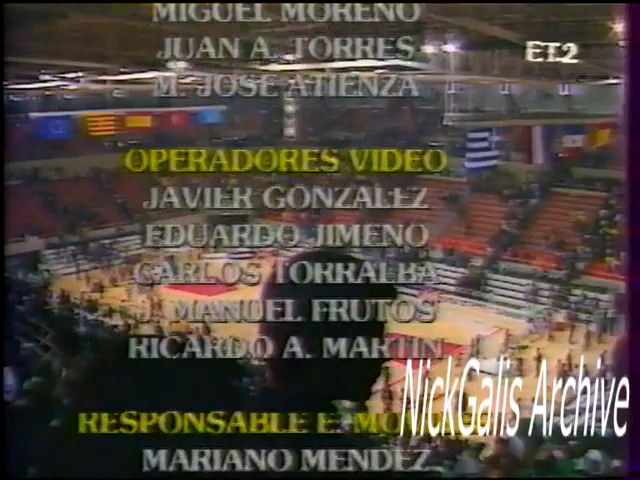 MIGUEL MORENO
JUAN A. TORRES
ET2
M. JOSE ATIENZA
OPERADORES VIDEO
JAVIER GONZALEZ
EDUARDO JIMENO
CARLOS TORRALBA
J. MANUEL FRUTOS
RICARDO A. MARTIN
RESPONSABLE E.
NickGalis Archive
MARIANO MENDEZ